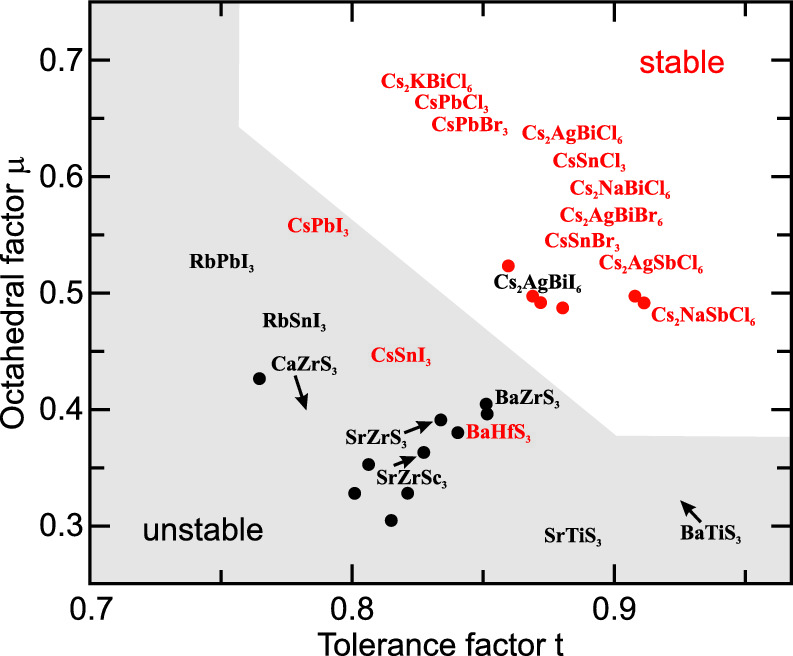 0.7
stable
Cs₂KBiCl₆
CsPbCl₃
CsPbBr₃
Cs₂AgBiCl₆
CsSnCl₃
0.6
Cs₂NaBiCl₆
Cs₂AgBiBr₆
CsPbI₃
CsSnBr₃
RbPbI₃
Cs₂AgSbCl₆
Cs₂AgBiI₆
0.5
Cs₂NaSbCl₆
RbSnI₃
CsSnI₃
CaZrS₃
BaZrS₃
0.4
SrZrS₃
BaHfS₃
SrZrSc₃
0.3
unstable
SrTiS₃
BaTiS₃
Octahedral factor μ
0.7
0.8
0.9
Tolerance factor t